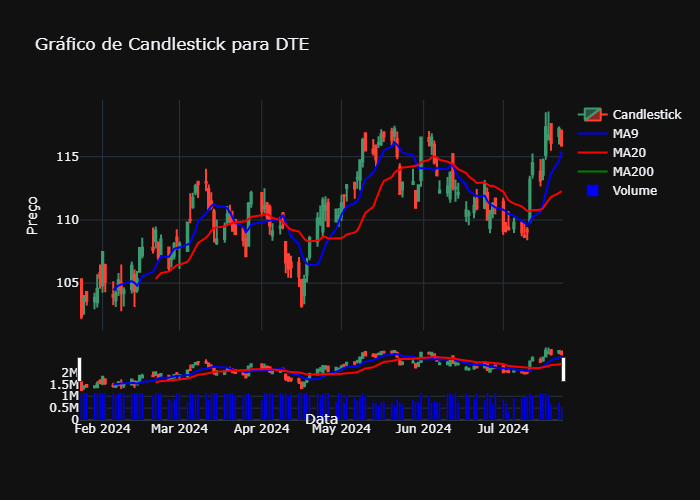 Gráfico de Candlestick para DTE
Candlestick
MA9
MA20
MA200
Volume
Preço
115
110
105
2M
1.5M
1M
0.5M
0
Data
Feb 2024
Mar 2024
Apr 2024
May 2024
Jun 2024
Jul 2024